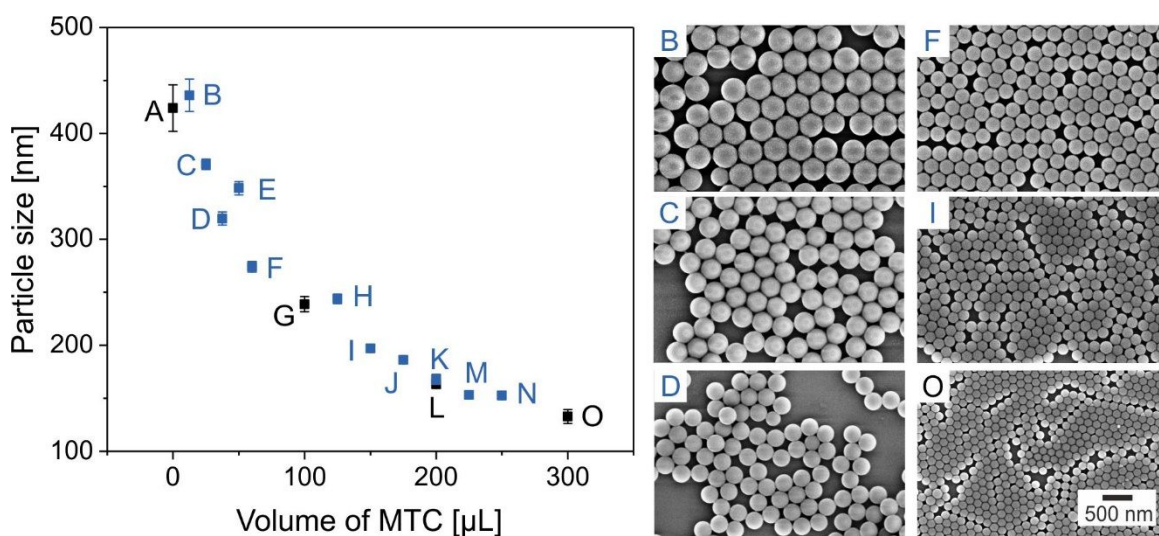 500
400
300
200
100
Particle size [nm]
0
100
200
300
Volume of MTC [µL]
A
B
C
D
E
F
G
H
I
J
K
L
M
N
O
B
F
C
I
D
O
500 nm